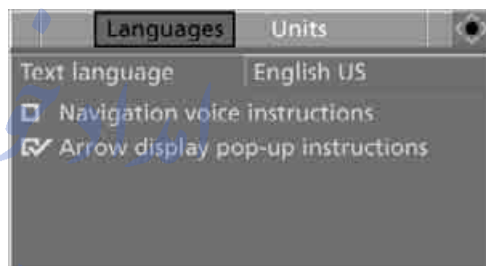 Languages Units
Text language English US
Navigation voice instructions
Arrow display pop-up instructions